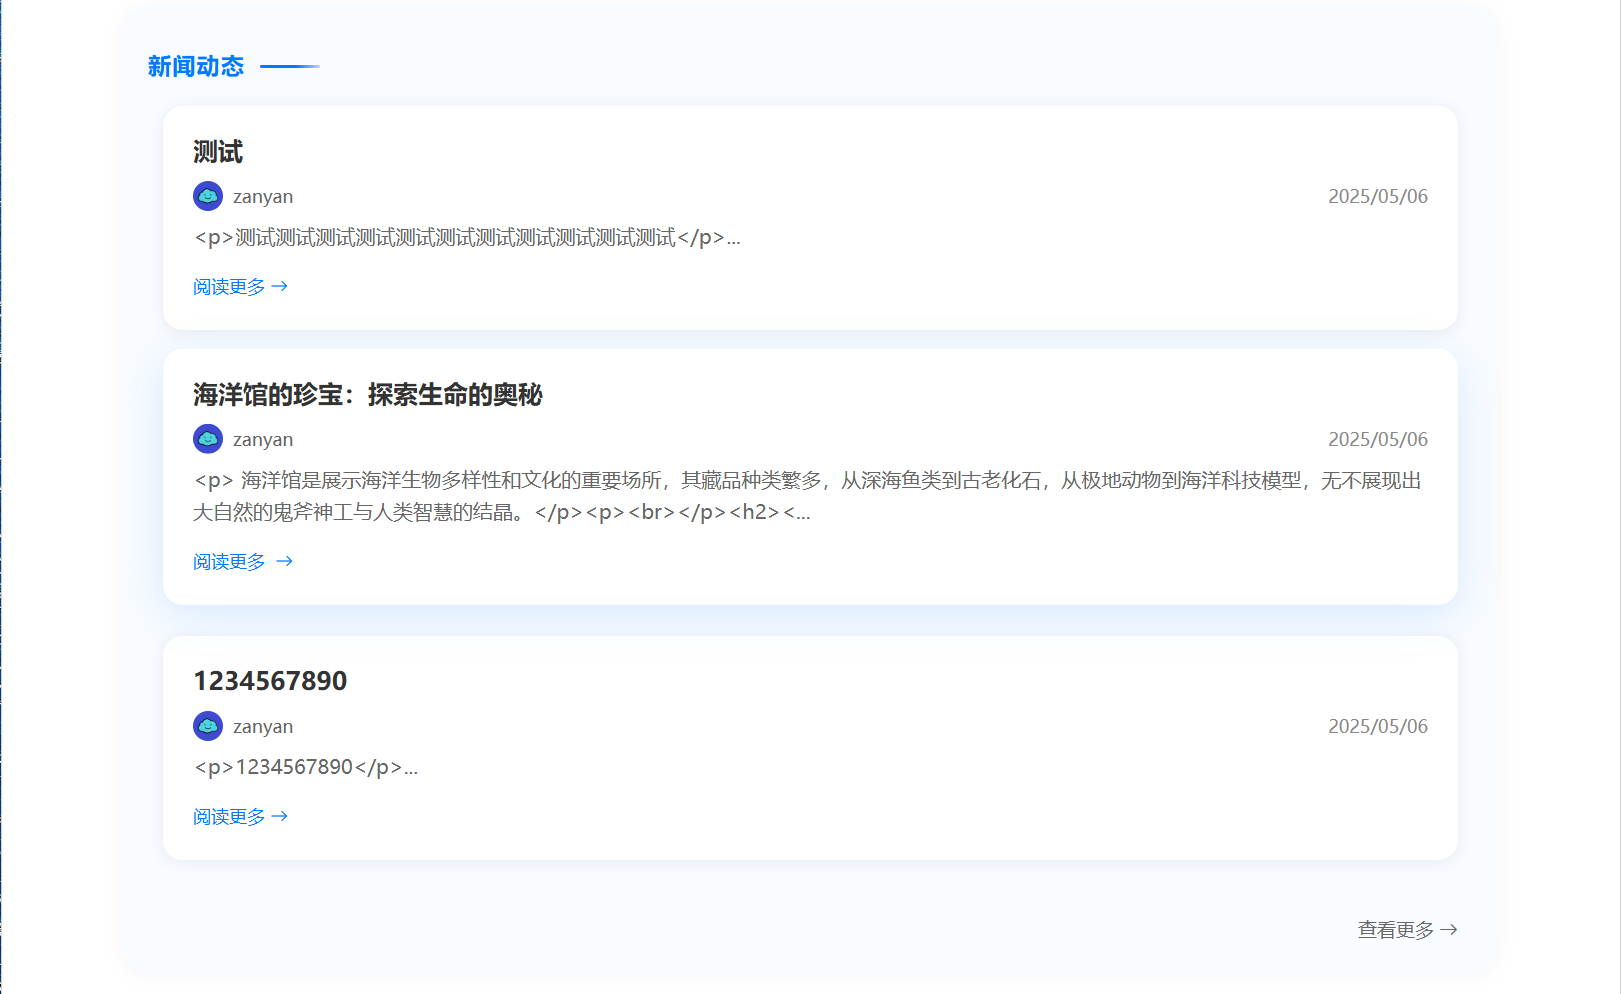 新闻动态
测试
zanyan 2025/05/06
<p>测试测试测试测试测试测试测试测试测试测试测试</p>...
阅读更多 →
海洋馆的珍宝：探索生命的奥秘
zanyan 2025/05/06
<p> 海洋馆是展示海洋生物多样性和文化的重要场所，其藏品种类繁多，从深海鱼类到古老化石，从极地动物到海洋科技模型，无不展现出
大自然的鬼斧神工与人类智慧的结晶。</p><p><br></p><h2><...
阅读更多 →
1234567890
zanyan 2025/05/06
<p>1234567890</p>...
阅读更多 →
查看更多 →